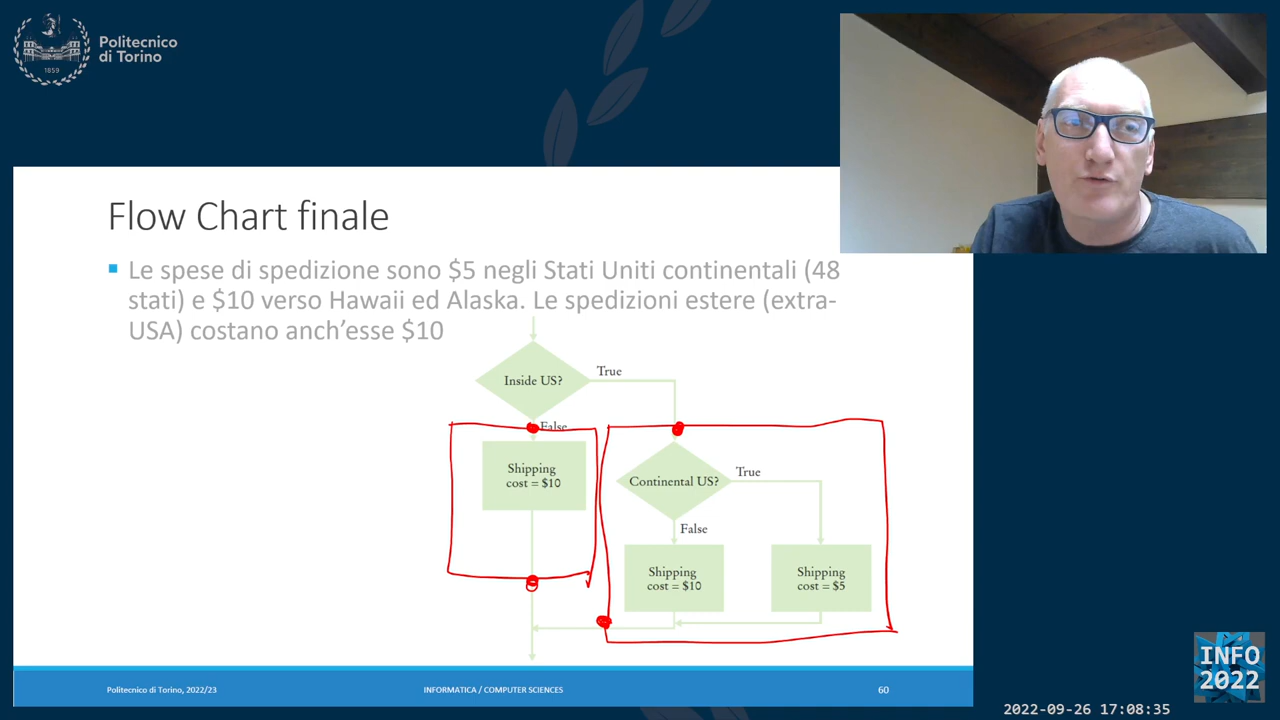 Politecnico
di Torino
1859
Flow Chart finale
Le spese di spedizione sono $5 negli Stati Uniti continentali (48
stati) e $10 verso Hawaii ed Alaska. Le spedizioni estere (extra-
USA) costano anch'esse $10
Inside US?
True
False
Shipping
cost = $10
Continental US?
True
False
Shipping
cost = $10
Shipping
cost = $5
Politecnico di Torino, 2022/23
INFORMATICA / COMPUTER SCIENCES
60
INFO
2022
2022-09-26 17:08:35